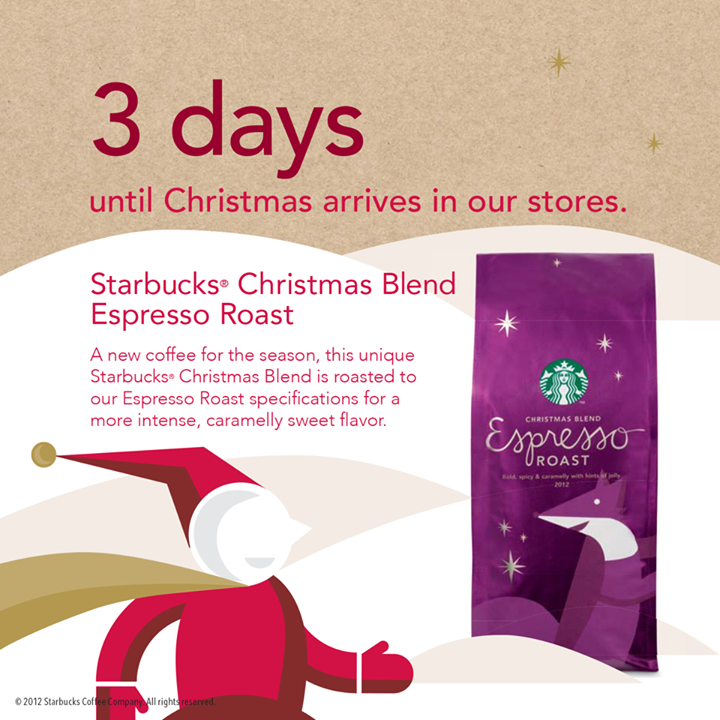 3 days
until Christmas arrives in our stores.
Starbucks® Christmas Blend
Espresso Roast
A new coffee for the season, this unique
Starbucks® Christmas Blend is roasted to
our Espresso Roast specifications for a
more intense, caramelly sweet flavor.
CHRISTMAS BLEND
Espresso
ROAST
Bold, spicy & caramelly with hints of jolly
2012
© 2012 Starbucks Coffee Company. All rights reserved.